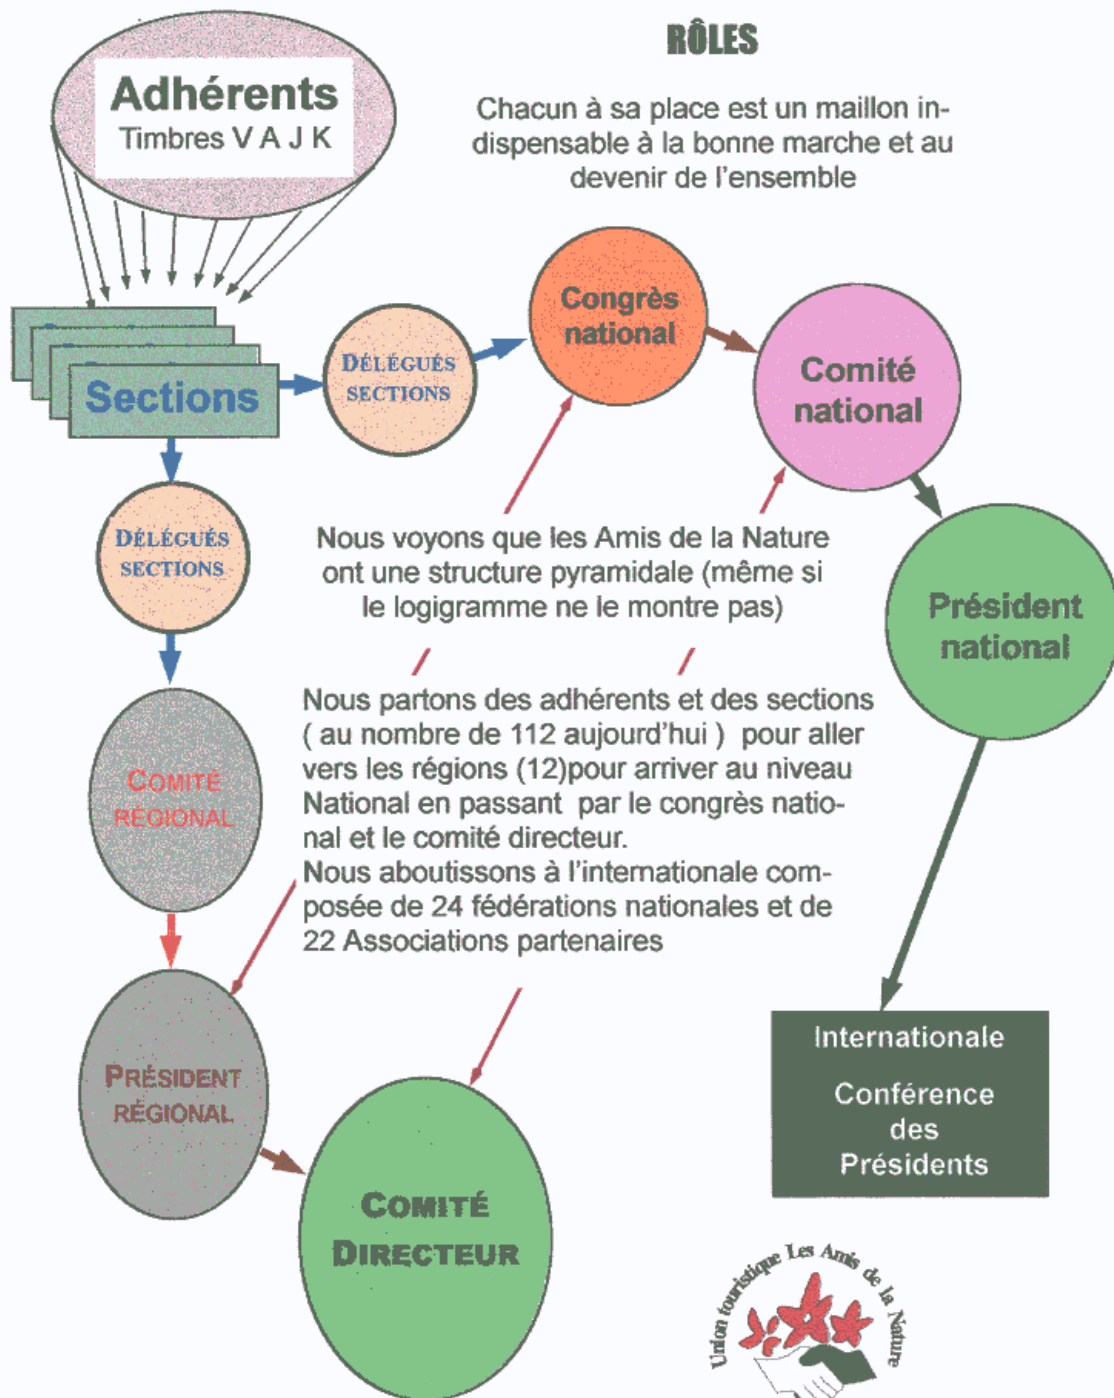 RÔLES
Chacun à sa place est un maillon in-
dispensable à la bonne marche et au
devenir de l'ensemble
Adhérents
Timbres V A J K
Sections
DÉLÉGUÉS
SECTIONS
Congrès
national
Comité
national
Président
national
DÉLÉGUÉS
SECTIONS
Nous voyons que les Amis de la Nature
ont une structure pyramidale (même si
le logigramme ne le montre pas)
Nous partons des adhérents et des sections
( au nombre de 112 aujourd'hui ) pour aller
vers les régions (12)pour arriver au niveau
National en passant par le congrès natio-
nal et le comité directeur.
Nous aboutissons à l'internationale com-
posée de 24 fédérations nationales et de
22 Associations partenaires
COMITÉ
RÉGIONAL
PRÉSIDENT
RÉGIONAL
COMITÉ
DIRECTEUR
Internationale
Conférence
des
Présidents
Union touristique Les Amis de la Nature